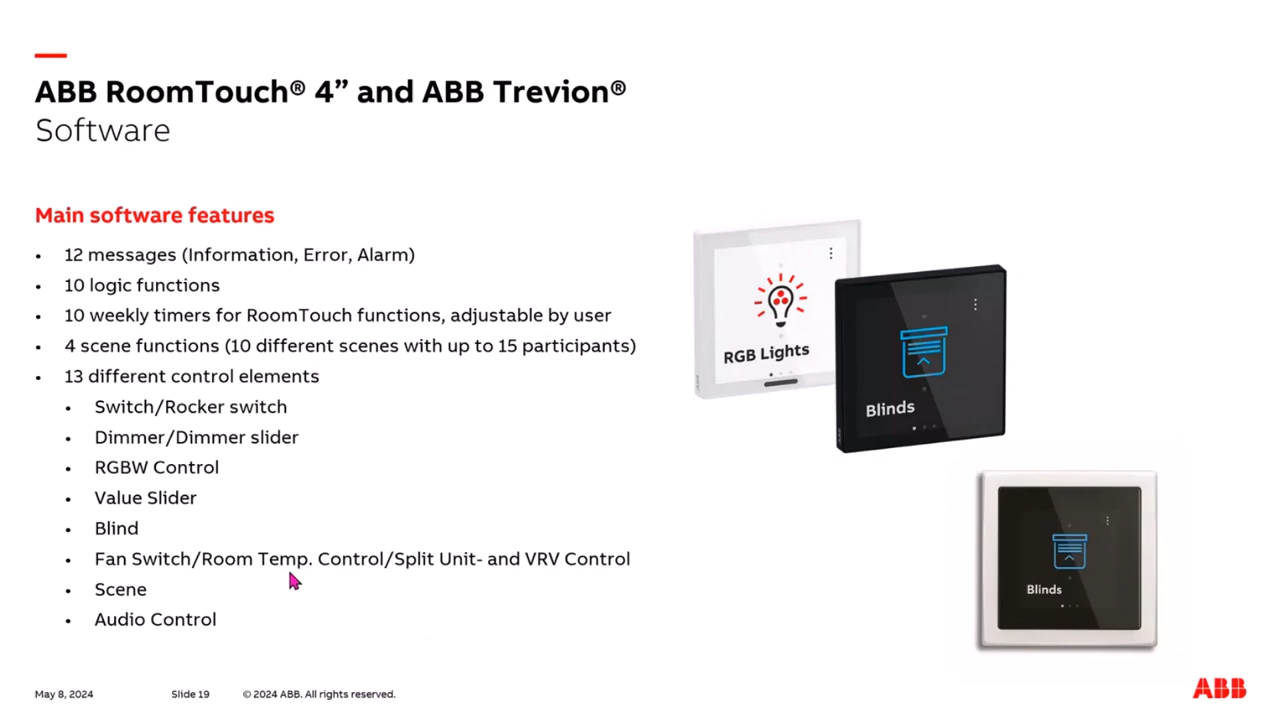 ABB RoomTouch® 4” and ABB Trevion®
Software
Main software features
• 12 messages (Information, Error, Alarm)
• 10 logic functions
• 10 weekly timers for RoomTouch functions, adjustable by user
• 4 scene functions (10 different scenes with up to 15 participants)
• 13 different control elements
• Switch/Rocker switch
• Dimmer/Dimmer slider
• RGBW Control
• Value Slider
• Blind
• Fan Switch/Room Temp. Control/Split Unit- and VRV Control
• Scene
• Audio Control
RGB Lights
Blinds
Blinds
May 8, 2024
Slide 19
© 2024 ABB. All rights reserved.
ABB